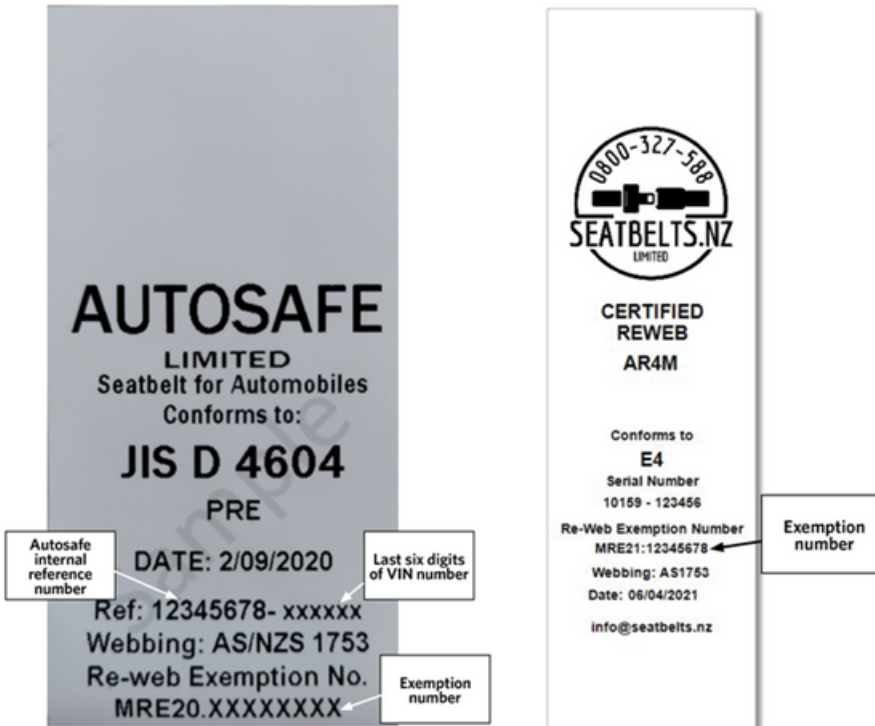 AUTOSAFE
LIMITED
Seatbelt for Automobiles
Conforms to:
JIS D 4604
PRE
DATE: 2/09/2020
Ref: 12345678- xxxxxx
Webbing: AS/NZS 1753
Re-web Exemption No.
MRE20.XXXXXXXX
Sample
Autosafe
internal
reference
number
Last six digits
of VIN number
Exemption
number
0800-327-588
SEATBELTS.NZ
LIMITED
CERTIFIED
REWEB
AR4M
Conforms to
E4
Serial Number
10159 - 123456
Re-Web Exemption Number
MRE21:12345678
Webbing: AS1753
Date: 06/04/2021
info@seatbelts.nz
Exemption
number